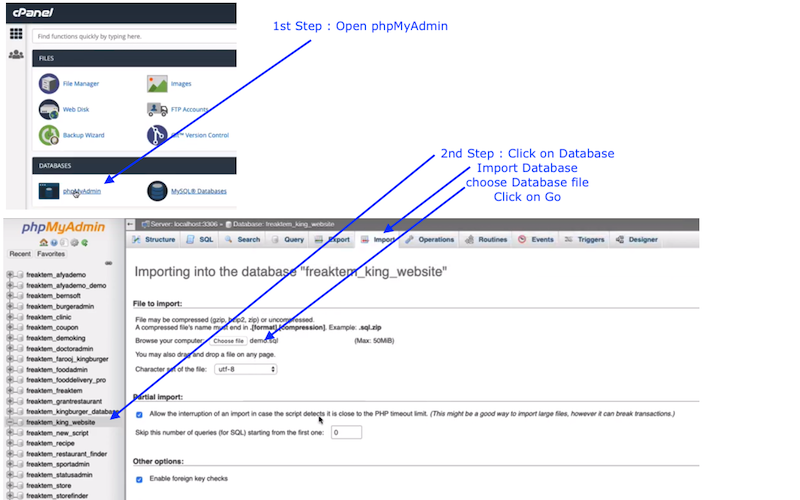 cPanel
1st Step : Open phpMyAdmin
Find functions quickly by typing here.
FILES
File Manager
Images
Web Disk
FTP Accounts
Backup Wizard
Git™ Version Control
DATABASES
phpMyAdmin
MySQL® Databases
2nd Step : Click on Database
Import Database
choose Database file
Click on Go
phpMyAdmin
Recent Favorites
freaktem_afyademo
freaktem_afyademo_demo
freaktem_bemsoft
freaktem_burgeradmin
freaktem_clinic
freaktem_coupon
freaktem_demoking
freaktem_doctoradmin
freaktem_farooj_kingburger
freaktem_foodadmin
freaktem_fooddelivery_pro
freaktem_freaktem
freaktem_grantrestaurant
freaktem_kingburger_database
freaktem_king_website
freaktem_new_script
freaktem_recipe
freaktem_restaurant_finder
freaktem_sportadmin
freaktem_statusadmin
freaktem_store
freaktem_storefinder
Server: localhost:3306 » Database: freaktem_king_website
Structure SQL Search Query Export Import Operations Routines Events Triggers Designer
Importing into the database "freaktem_king_website"
File to import:
File may be compressed (gzip, bzip2, zip) or uncompressed.
A compressed file's name must end in .[format].[compression]. Example: .sql.zip
Browse your computer: Choose file demo.sql (Max: 50MiB)
You may also drag and drop a file on any page.
Character set of the file: utf-8
Partial import:
Allow the interruption of an import in case the script detects it is close to the PHP timeout limit. (This might be a good way to import large files, however it can break transactions.)
Skip this number of queries (for SQL) starting from the first one: 0
Other options:
Enable foreign key checks